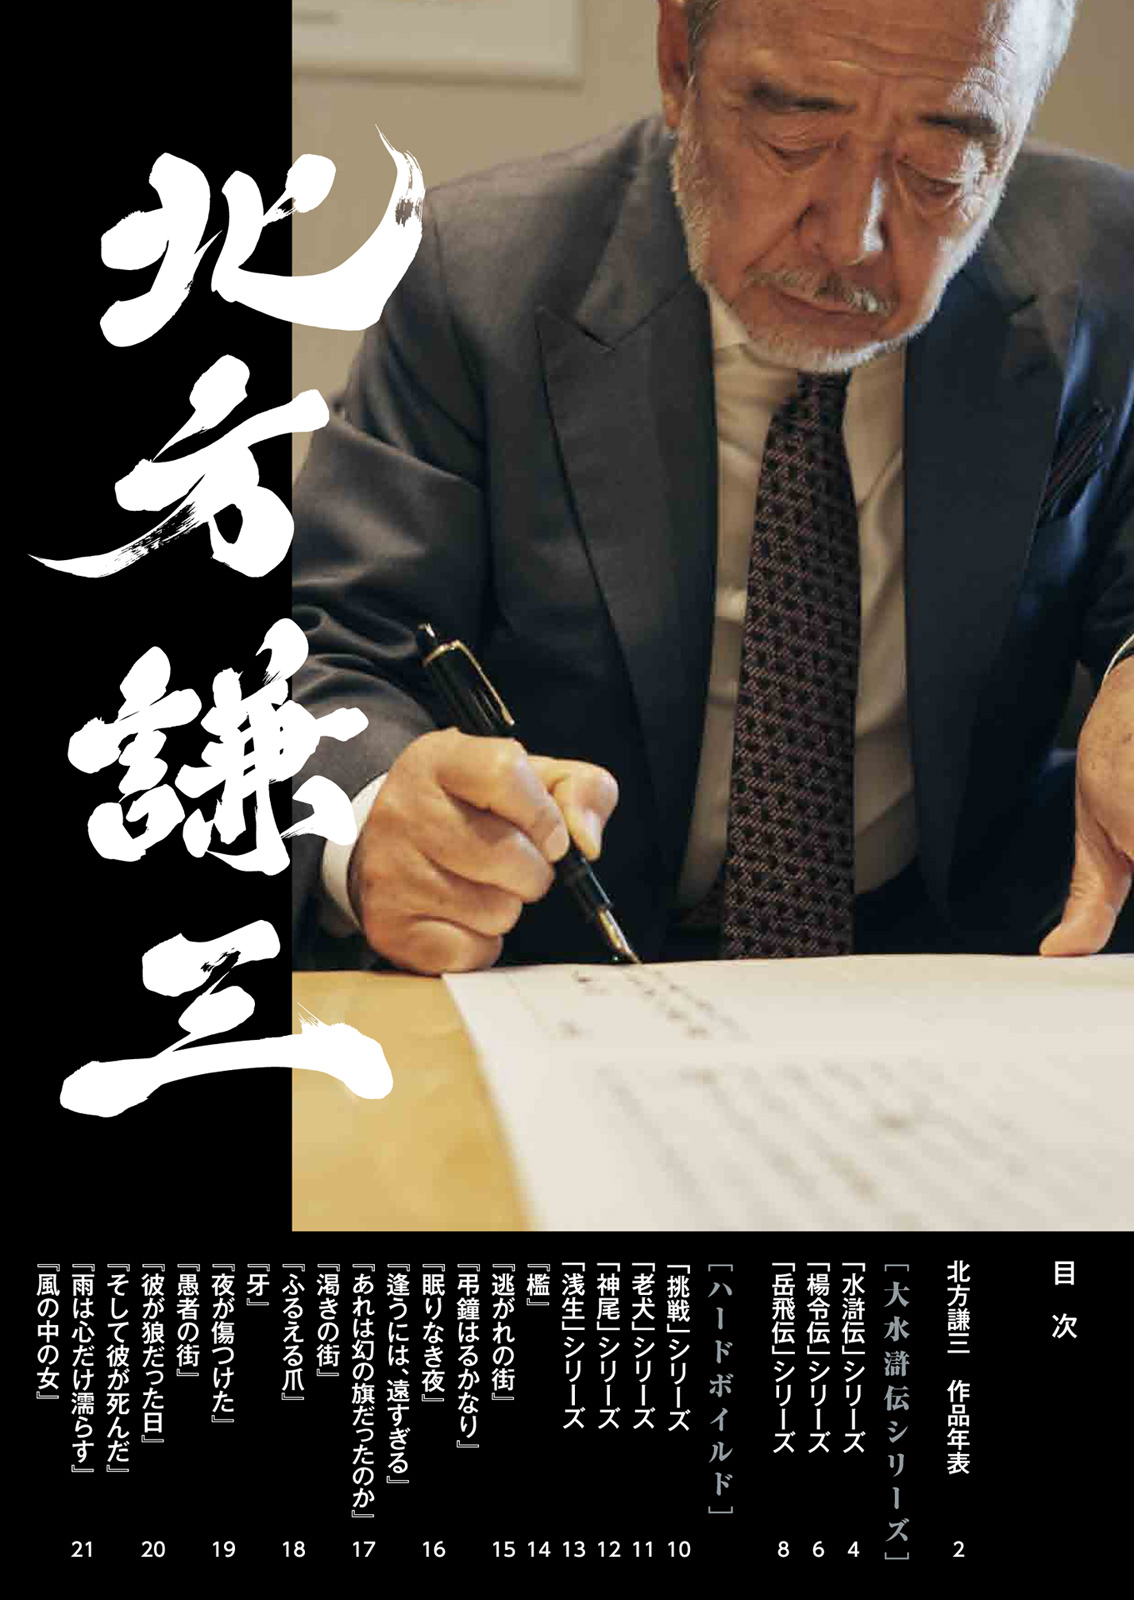 北方謙三
目次
北方謙三 作品年表 2
［大水滸伝シリーズ］
「水滸伝」シリーズ 4
「楊令伝」シリーズ 6
「岳飛伝」シリーズ 8
［ハードボイルド］
「挑戦」シリーズ 10
「老犬」シリーズ 11
「神尾」シリーズ 12
「浅生」シリーズ 13
『檻』 14
『逃がれの街』 15
『弔鐘はるかなり』
『眠りなき夜』 16
『逢うには、遠すぎる』
『あれは幻の旗だったのか』 17
『渇きの街』
『ふるえる爪』 18
『牙』
『夜が傷つけた』 19
『愚者の街』
『彼が狼だった日』 20
『そして彼が死んだ』
『雨は心だけ濡らす』 21
『風の中の女』